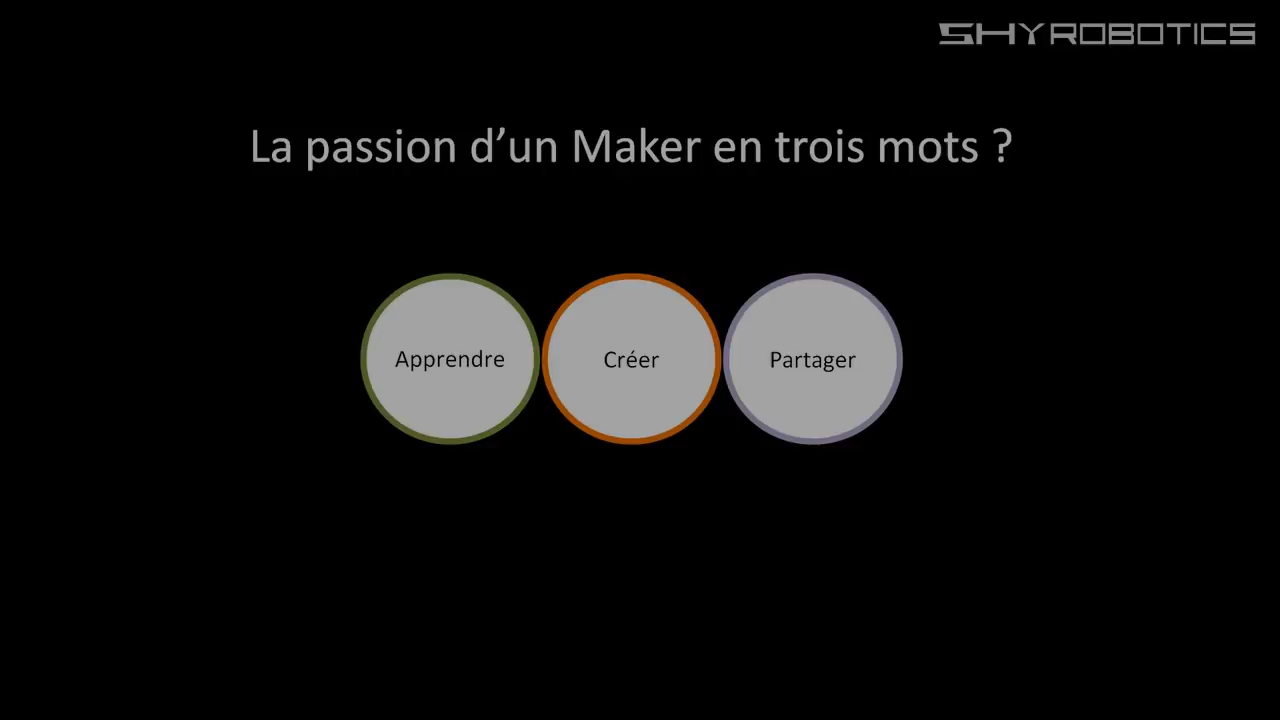 SHYROBOTICS
La passion d’un Maker en trois mots ?
Apprendre
Créer
Partager